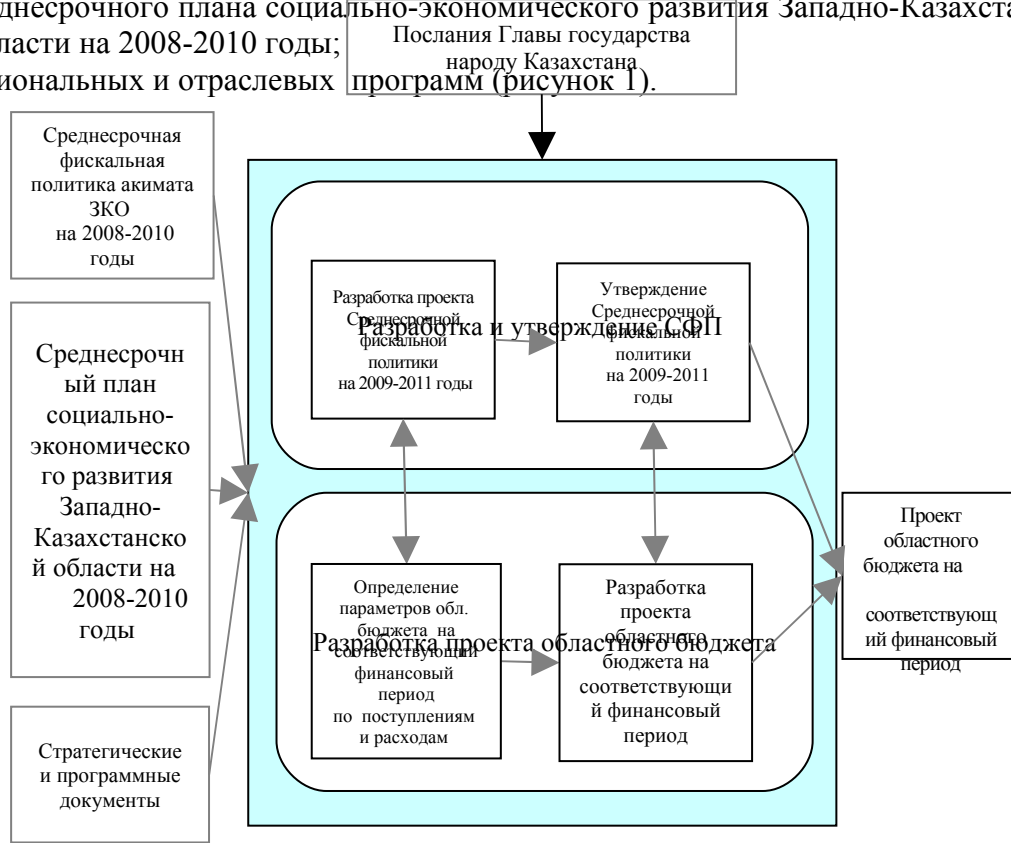 днесрочного плана социально-экономического развития Западно-Казахста
ласти на 2008-2010 годы;
иональных и отраслевых программ (рисунок 1).
Послания Главы государства
народу Казахстана
Среднесрочная
фискальная
политика акимата
ЗКО
на 2008-2010
годы
Среднесрочн
ый план
социально-
экономическо
го развития
Западно-
Казахстанско
й области на
2008-2010
годы
Стратегические
и программные
документы
Разработка и утверждение СФП
Разработка проекта
Среднесрочной
фискальной
политики
на 2009-2011 годы
Утверждение
Среднесрочной
фискальной
политики
на 2009-2011
годы
Разработка проекта областного бюджета
Определение
параметров обл.
бюджета на
соответствующий
финансовый
период
по поступлениям
и расходам
Разработка
проекта
областного
бюджета на
соответствующи
й финансовый
период
Проект
областного
бюджета на
соответствующ
ий финансовый
период